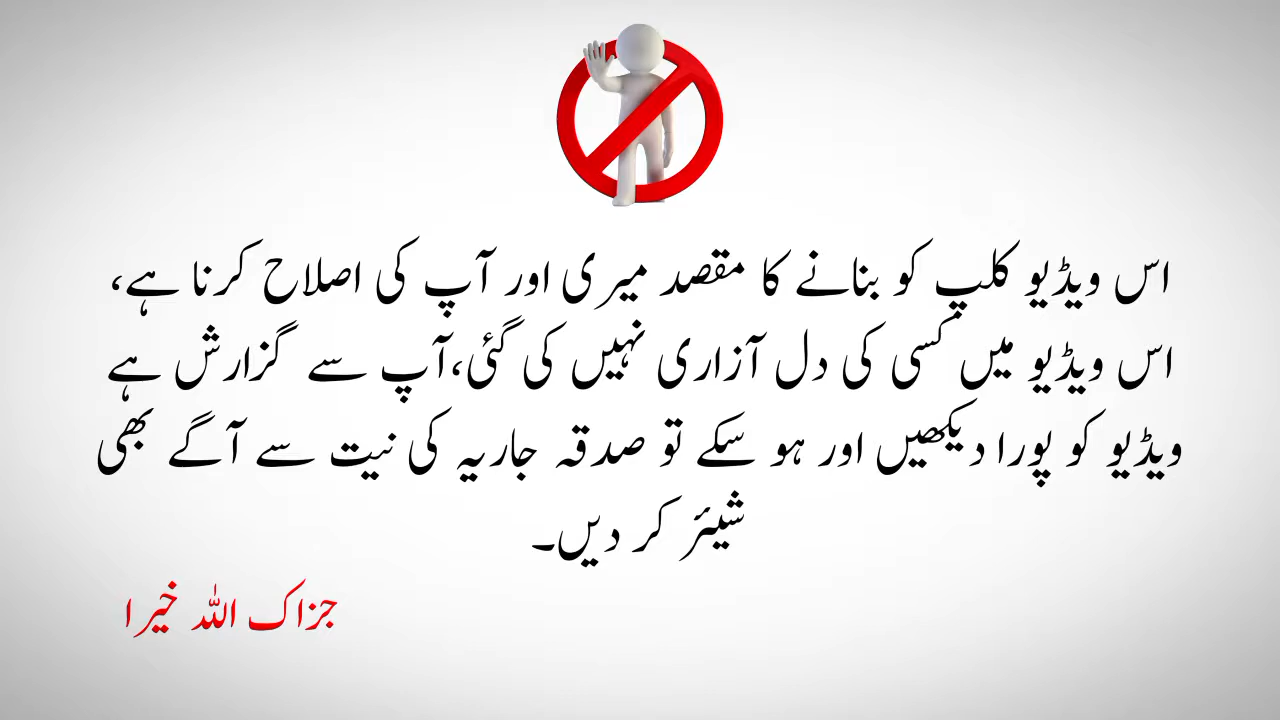 اس ویڈیو کلپ کو بنانے کا مقصد میری اور آپ کی اصلاح کرنا ہے،
اس ویڈیو میں کسی کی دل آزاری نہیں کی گئی،آپ سے گزارش ہے
ویڈیو کو پورا دیکھیں اور ہو سکے تو صدقہ جاریہ کی نیت سے آگے بھی
شیئر کر دیں۔
جزاک اللہ خیرا